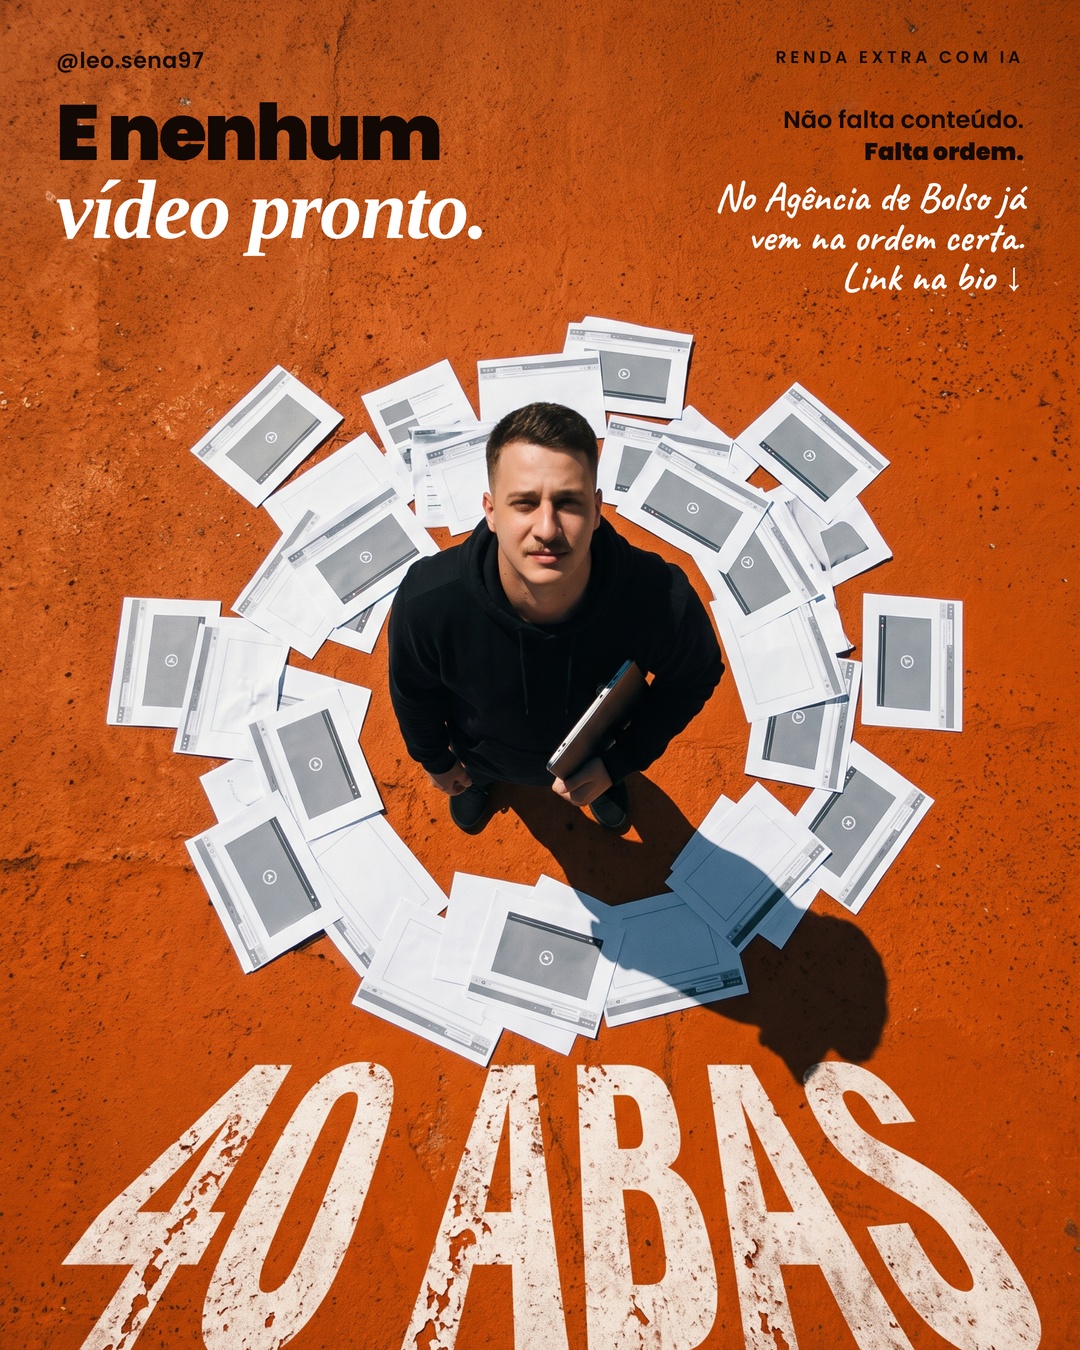 @leo.sena97
RENDA EXTRA COM IA
E nenhum
vídeo pronto.
Não falta conteúdo.
Falta ordem.
No Agência de Bolso já
vem na ordem certa.
Link na bio ↓
40 ABAS